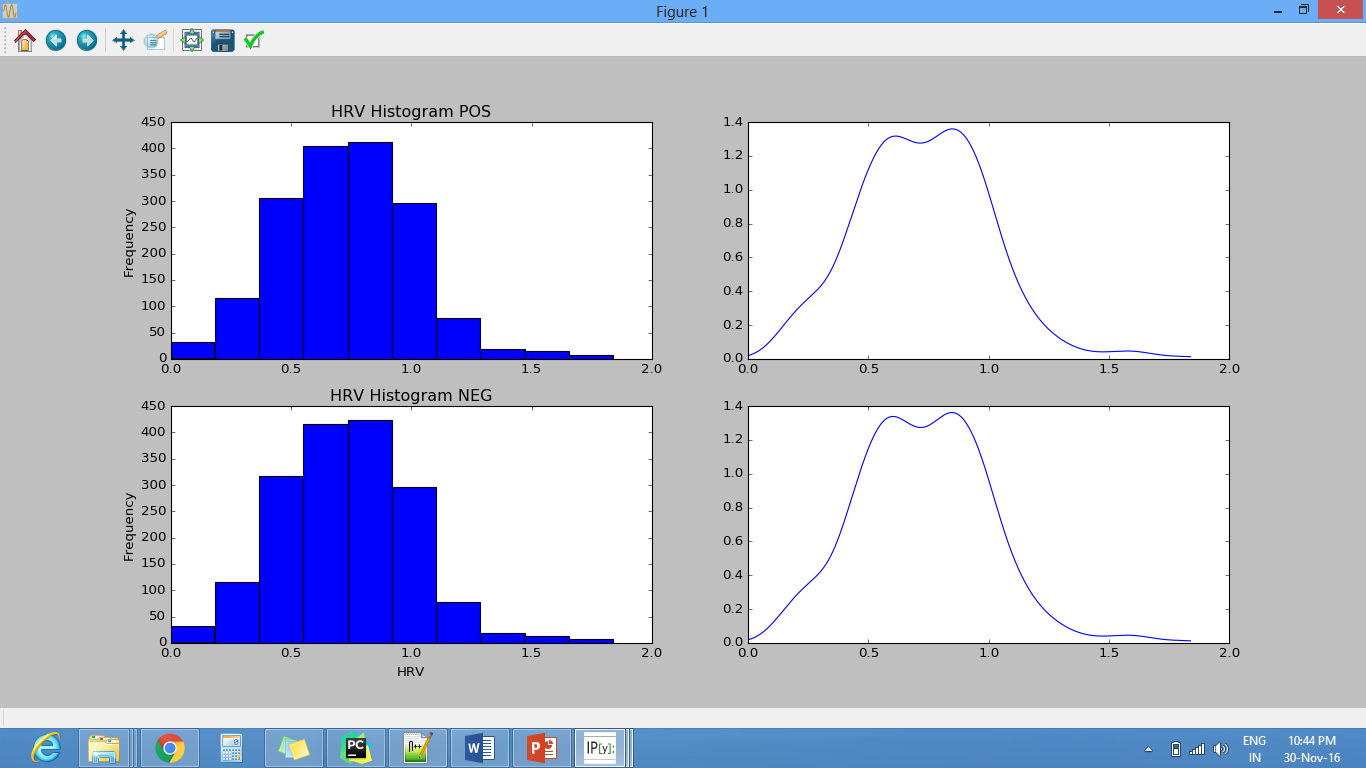 Figure 1
HRV Histogram POS
450
400
350
300
250
200
150
100
50
0
Frequency
0.0 0.5 1.0 1.5 2.0
1.4
1.2
1.0
0.8
0.6
0.4
0.2
0.0
0.0 0.5 1.0 1.5 2.0
HRV Histogram NEG
450
400
350
300
250
200
150
100
50
0
Frequency
0.0 0.5 1.0 1.5 2.0
HRV
1.4
1.2
1.0
0.8
0.6
0.4
0.2
0.0
0.0 0.5 1.0 1.5 2.0
PC
W
P
IP[y]:
ENG
IN
10:44 PM
30-Nov-16